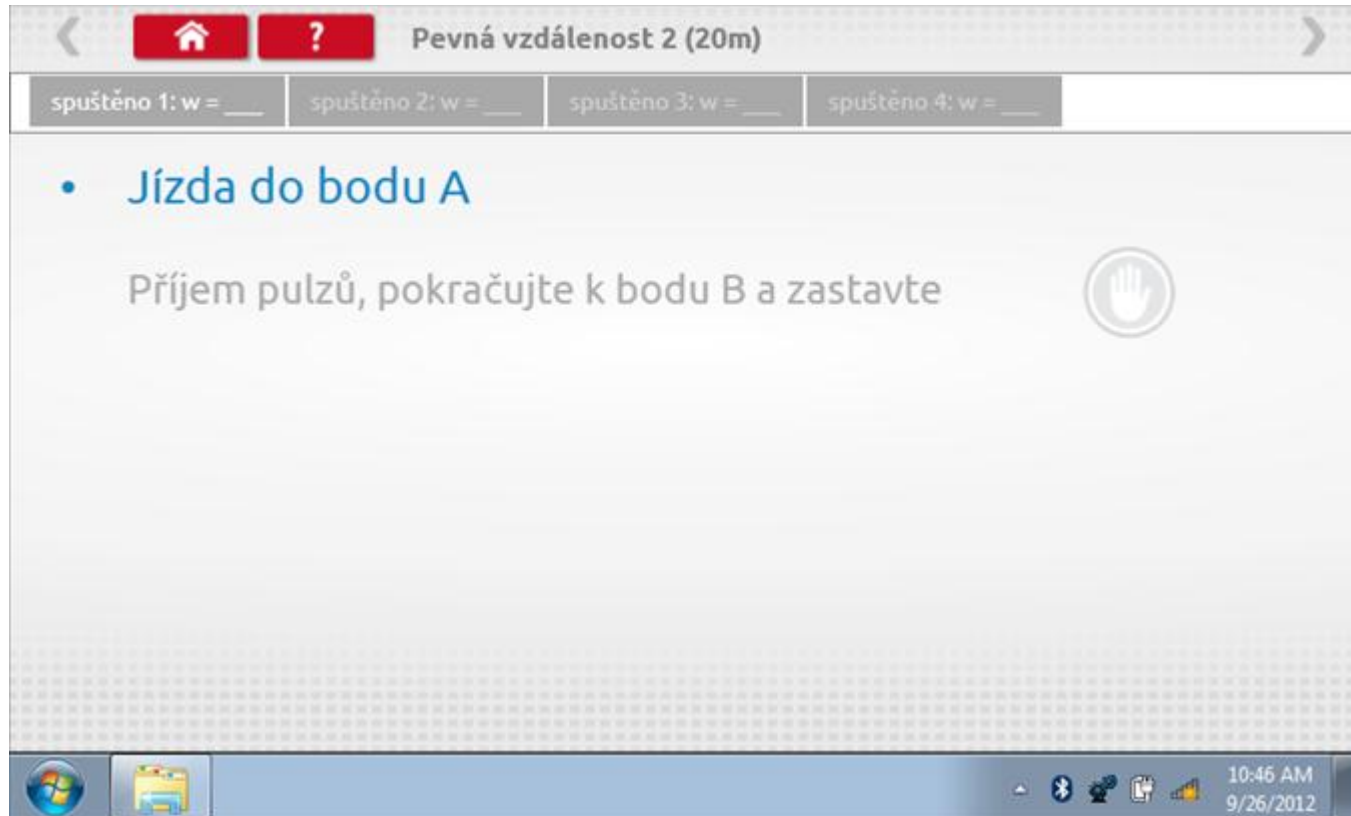 ? Pevná vzdálenost 2 (20m)
spuštěno 1: w = ___ spuštěno 2: w = ___ spuštěno 3: w = ___ spuštěno 4: w = ___
• Jízda do bodu A
Příjem pulzů, pokračujte k bodu B a zastavte
10:46 AM
9/26/2012